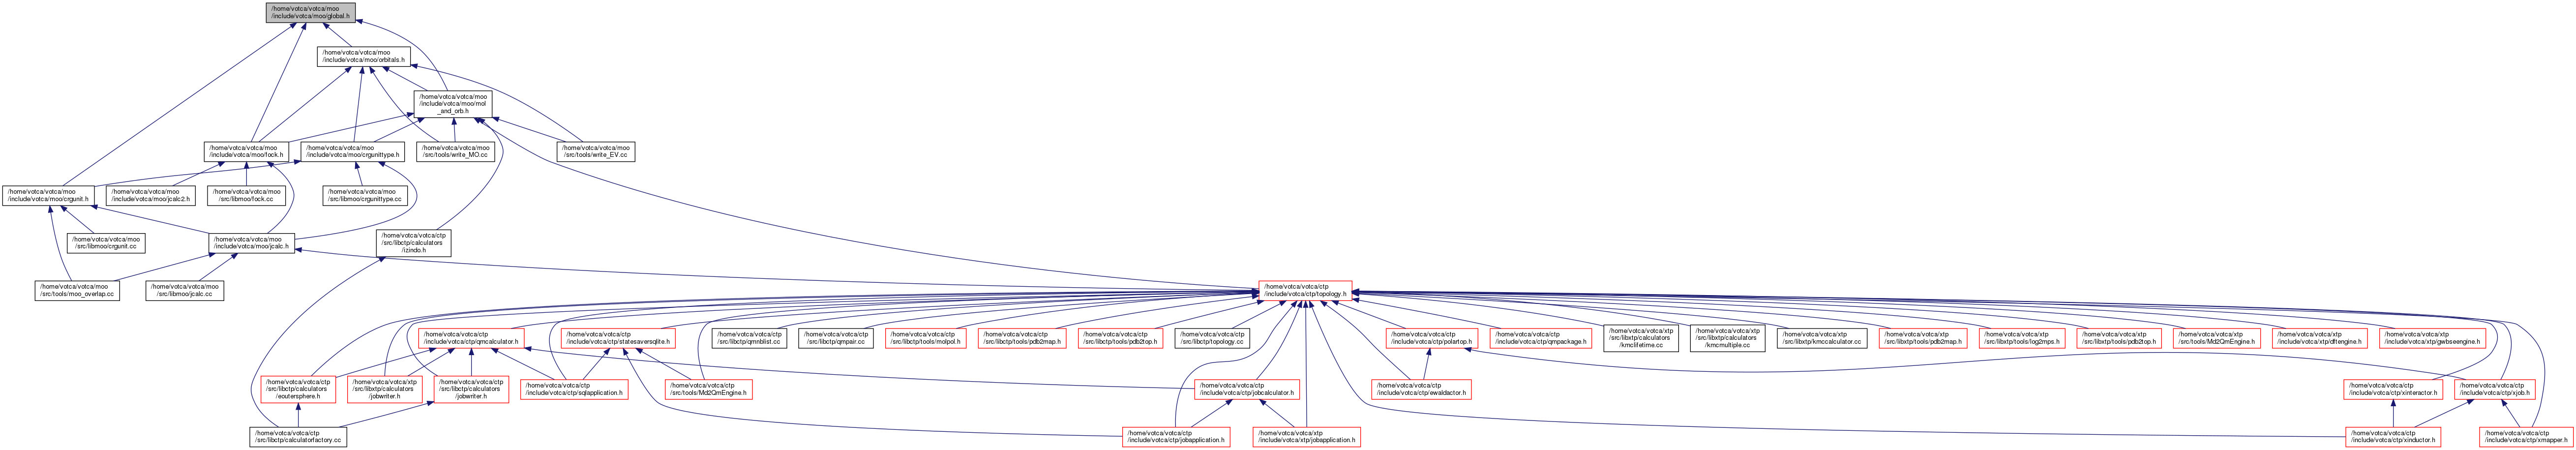 /home/votca/votca/moo
/include/votca/moo/global.h
/home/votca/votca/moo
/include/votca/moo/orbitals.h
/home/votca/votca/moo
/include/votca/moo/mol
_and_orb.h
/home/votca/votca/moo
/include/votca/moo/fock.h
/home/votca/votca/moo
/include/votca/moo/crgunittype.h
/home/votca/votca/moo
/src/tools/write_MO.cc
/home/votca/votca/moo
/src/tools/write_EV.cc
/home/votca/votca/moo
/include/votca/moo/crgunit.h
/home/votca/votca/moo
/include/votca/moo/jcalc2.h
/home/votca/votca/moo
/src/libmoo/fock.cc
/home/votca/votca/moo
/src/libmoo/crgunittype.cc
/home/votca/votca/moo
/src/libmoo/crgunit.cc
/home/votca/votca/moo
/include/votca/moo/jcalc.h
/home/votca/votca/ctp
/src/libctp/calculators
/izindo.h
/home/votca/votca/moo
/src/tools/moo_overlap.cc
/home/votca/votca/moo
/src/libmoo/jcalc.cc
/home/votca/votca/ctp
/include/votca/ctp/topology.h
/home/votca/votca/ctp
/include/votca/ctp/qmcalculator.h
/home/votca/votca/ctp
/include/votca/ctp/statesaversqlite.h
/home/votca/votca/ctp
/src/libctp/qmnblist.cc
/home/votca/votca/ctp
/src/libctp/qmpair.cc
/home/votca/votca/ctp
/src/libctp/tools/molpol.h
/home/votca/votca/ctp
/src/libctp/tools/pdb2map.h
/home/votca/votca/ctp
/src/libctp/tools/pdb2top.h
/home/votca/votca/ctp
/src/libctp/topology.cc
/home/votca/votca/ctp
/include/votca/ctp/polartop.h
/home/votca/votca/ctp
/include/votca/ctp/qmpackage.h
/home/votca/votca/xtp
/src/libxtp/calculators
/kmclifetime.cc
/home/votca/votca/xtp
/src/libxtp/calculators
/kmcmultiple.cc
/home/votca/votca/xtp
/src/libxtp/kmccalculator.cc
/home/votca/votca/xtp
/src/libxtp/tools/pdb2map.h
/home/votca/votca/xtp
/src/libxtp/tools/log2mps.h
/home/votca/votca/xtp
/src/libxtp/tools/pdb2top.h
/home/votca/votca/xtp
/src/tools/Md2QmEngine.h
/home/votca/votca/xtp
/include/votca/xtp/dftengine.h
/home/votca/votca/xtp
/include/votca/xtp/gwbseengine.h
/home/votca/votca/ctp
/src/libctp/calculators
/eoutersphere.h
/home/votca/votca/xtp
/src/libxtp/calculators
/jobwriter.h
/home/votca/votca/ctp
/src/libctp/calculators
/jobwriter.h
/home/votca/votca/ctp
/include/votca/ctp/sqlapplication.h
/home/votca/votca/ctp
/src/tools/Md2QmEngine.h
/home/votca/votca/ctp
/include/votca/ctp/jobcalculator.h
/home/votca/votca/ctp
/include/votca/ctp/ewaldactor.h
/home/votca/votca/ctp
/include/votca/ctp/xinteractor.h
/home/votca/votca/ctp
/include/votca/ctp/xjob.h
/home/votca/votca/ctp
/src/libctp/calculatorfactory.cc
/home/votca/votca/ctp
/include/votca/ctp/jobapplication.h
/home/votca/votca/xtp
/include/votca/xtp/jobapplication.h
/home/votca/votca/ctp
/include/votca/ctp/xinductor.h
/home/votca/votca/ctp
/include/votca/ctp/xmapper.h